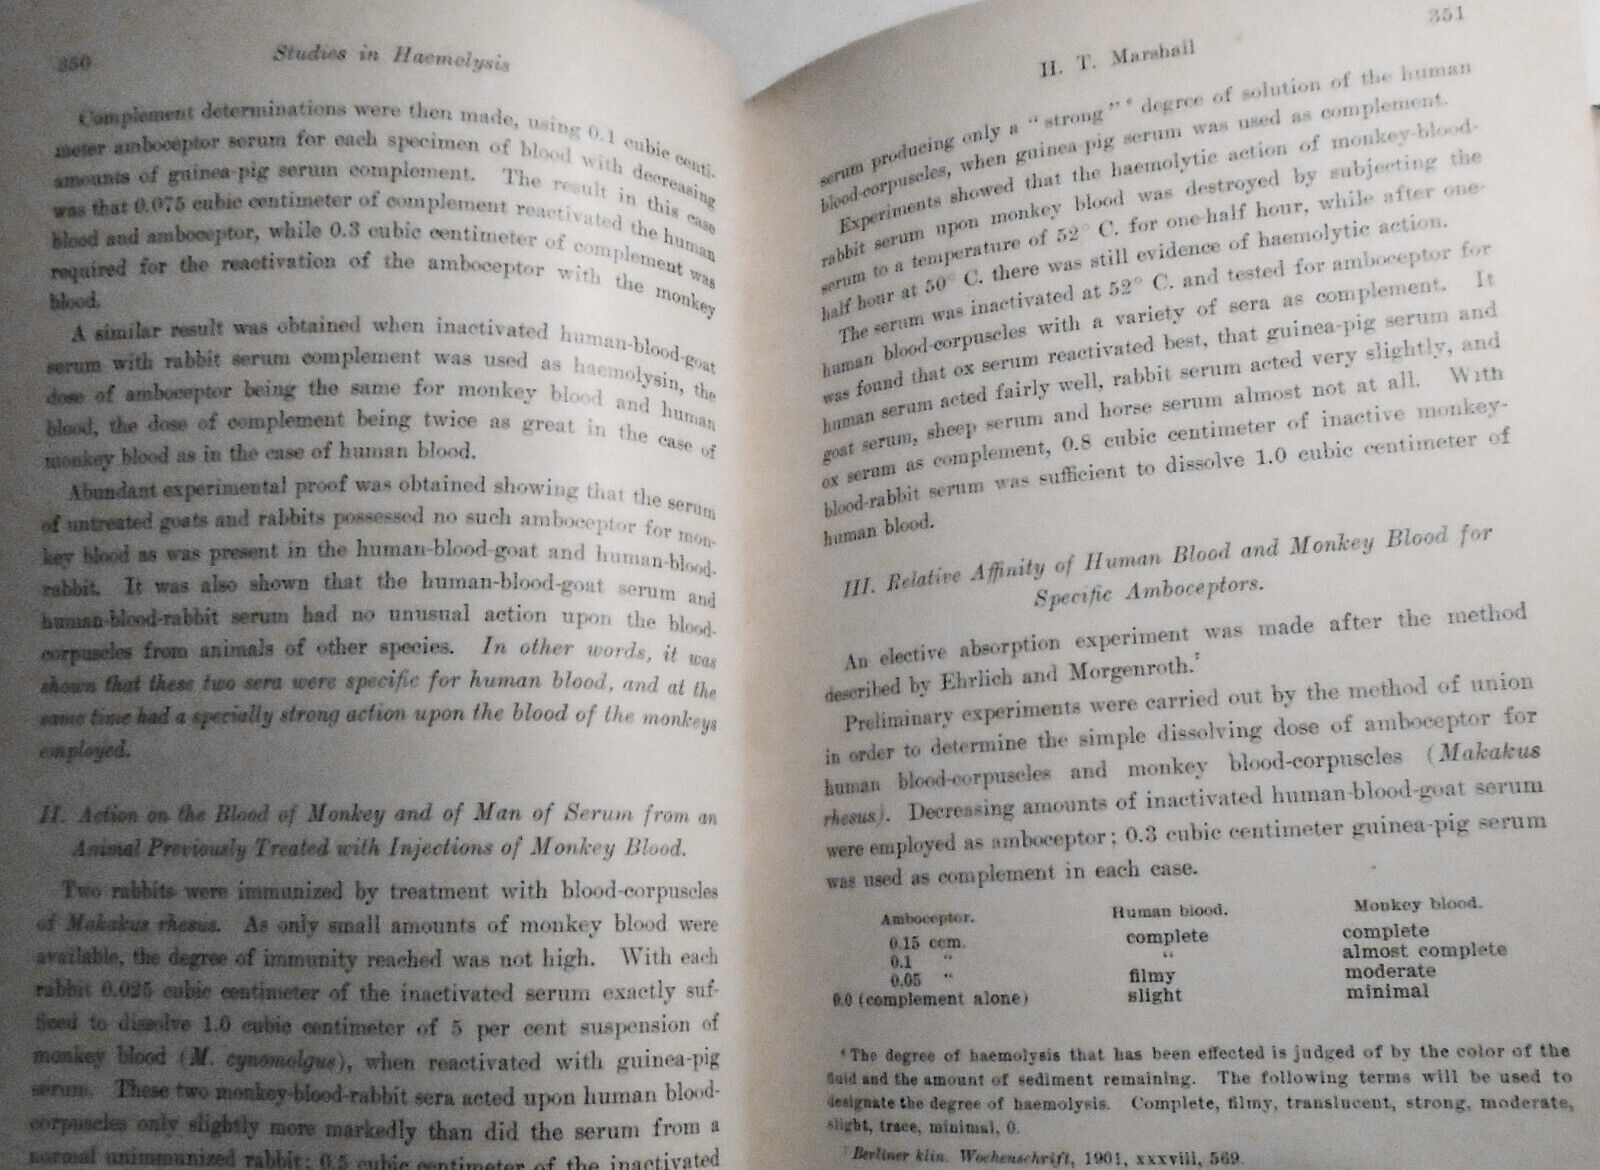 350
Studies in Haemolysis
Complement determinations were then made, using 0.1 cubic centi-
meter amboceptor serum for each specimen of blood with decreasing
amounts of guinea-pig serum complement. The result in this case
was that 0.075 cubic centimeter of complement reactivated the human
blood and amboceptor, while 0.3 cubic centimeter of complement was
required for the reactivation of the amboceptor with the monkey
blood.
A similar result was obtained when inactivated human-blood-goat
serum with rabbit serum complement was used as haemolysin, the
dose of amboceptor being the same for monkey blood and human
blood, the dose of complement being twice as great in the case of
monkey blood as in the case of human blood.
Abundant experimental proof was obtained showing that the serum
of untreated goats and rabbits possessed no such amboceptor for mon-
key blood as was present in the human-blood-goat and human-blood-
rabbit. It was also shown that the human-blood-goat serum and
human-blood-rabbit serum had no unusual action upon the blood-
corpuscles from animals of other species. In other words, it was
shown that these two sera were specific for human blood, and at the
same time had a specially strong action upon the blood of the monkeys
employed.
II. Action on the Blood of Monkey and of Man of Serum from an
Animal Previously Treated with Injections of Monkey Blood.
Two rabbits were immunized by treatment with blood-corpuscles
of Makakus rhesus. As only small amounts of monkey blood were
available, the degree of immunity reached was not high. With each
rabbit 0.025 cubic centimeter of the inactivated serum exactly suf-
ficed to dissolve 1.0 cubic centimeter of 5 per cent suspension of
monkey blood (M. cynomolgus), when reactivated with guinea-pig
serum. These two monkey-blood-rabbit sera acted upon human blood-
corpuscles only slightly more markedly than did the serum from a
normal unimmunized rabbit; 0.5 cubic centimeter of the inactivated
351
H. T. Marshall
serum producing only a "strong"⁶ degree of solution of the human
blood-corpuscles, when guinea-pig serum was used as complement.
Experiments showed that the haemolytic action of monkey-blood-
rabbit serum upon monkey blood was destroyed by subjecting the
serum to a temperature of 52° C. for one-half hour, while after one-
half hour at 50° C. there was still evidence of haemolytic action.
The serum was inactivated at 52° C. and tested for amboceptor for
human blood-corpuscles with a variety of sera as complement. It
was found that ox serum reactivated best, that guinea-pig serum and
human serum acted fairly well, rabbit serum acted very slightly, and
goat serum, sheep serum and horse serum almost not at all. With
ox serum as complement, 0.8 cubic centimeter of inactive monkey-
blood-rabbit serum was sufficient to dissolve 1.0 cubic centimeter of
human blood.
III. Relative Affinity of Human Blood and Monkey Blood for
Specific Amboceptors.
An elective absorption experiment was made after the method
described by Ehrlich and Morgenroth.⁷
Preliminary experiments were carried out by the method of union
in order to determine the simple dissolving dose of amboceptor for
human blood-corpuscles and monkey blood-corpuscles (Makakus
rhesus). Decreasing amounts of inactivated human-blood-goat serum
were employed as amboceptor; 0.3 cubic centimeter guinea-pig serum
was used as complement in each case.
Amboceptor. Human blood. Monkey blood.
0.15 ccm. complete complete
0.1 " " almost complete
0.05 " filmy moderate
0.0 (complement alone) slight minimal
⁶ The degree of haemolysis that has been effected is judged of by the color of the
fluid and the amount of sediment remaining. The following terms will be used to
designate the degree of haemolysis. Complete, filmy, translucent, strong, moderate,
slight, trace, minimal, 0.
⁷ Berliner klin. Wochenschrift, 1901, xxxviii, 569.